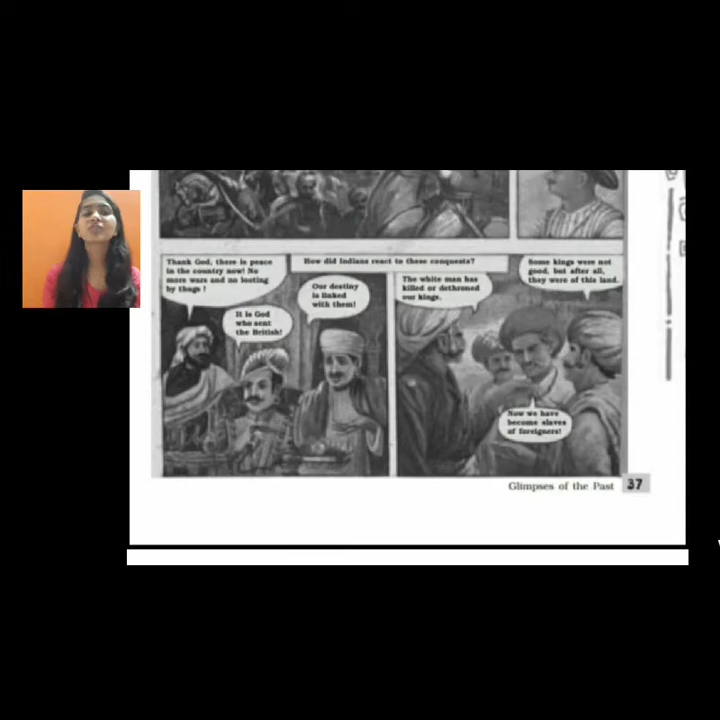 Thank God, there is peace
in the country now! No
more wars and no looting
by thugs !
How did Indians react to these conquests?
It is God
who sent
the British!
Our destiny
is linked
with them!
The white man has
killed or dethroned
our kings.
Some kings were not
good, but after all,
they were of this land.
Now we have
become slaves
of foreigners!
Glimpses of the Past 37